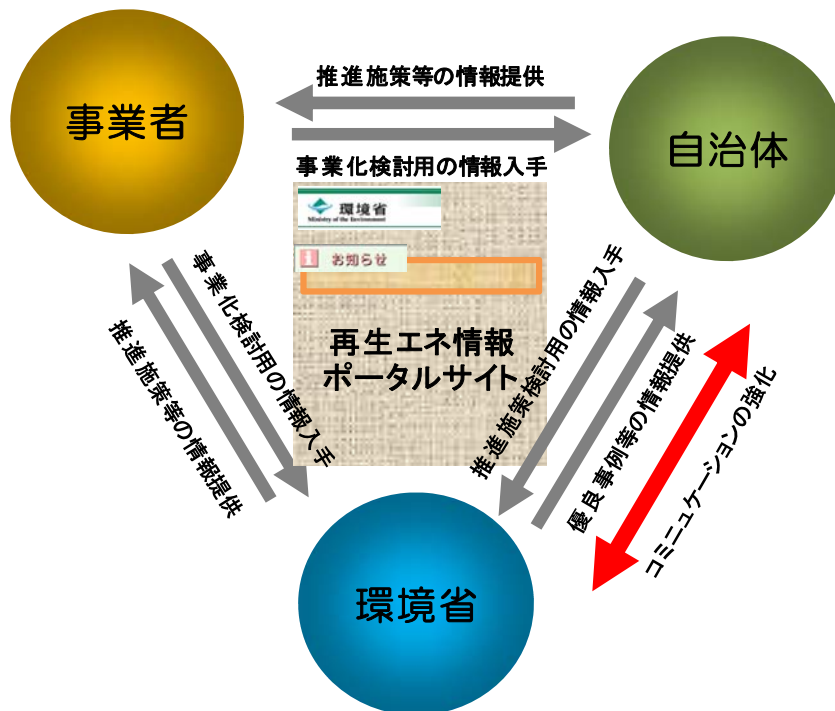 推進施策等の情報提供
事業者
自治体
事業化検討用の情報入手
環境省
Ministry of the Environment
お知らせ
再生エネ情報
ポータルサイト
事業化検討用の情報入手
推進施策等の情報提供
推進施策検討用の情報入手
優良事例等の情報提供
コミニュケーションの強化
環境省